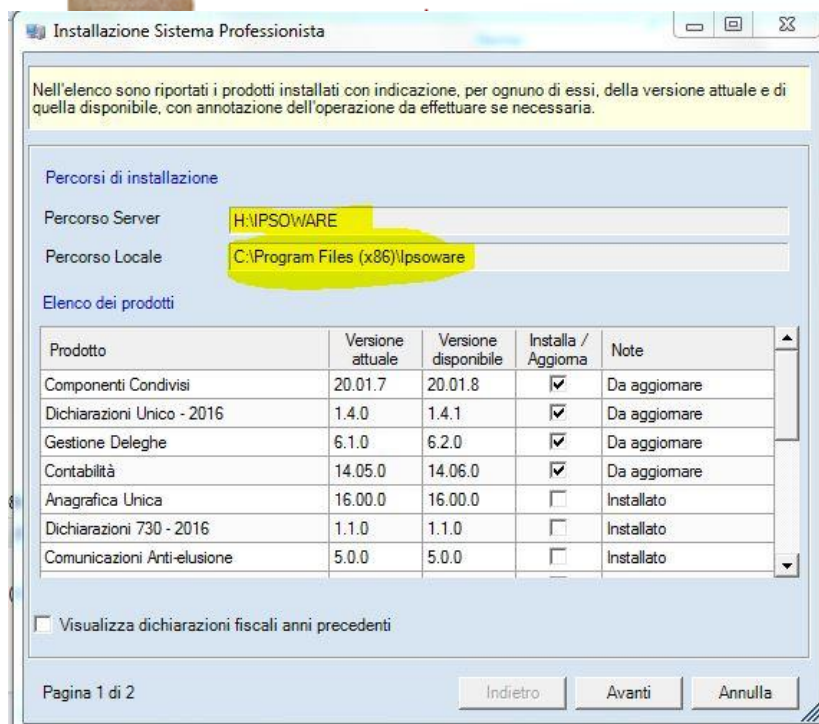 Installazione Sistema Professionista
Nell'elenco sono riportati i prodotti installati con indicazione, per ognuno di essi, della versione attuale e di
quella disponibile, con annotazione dell'operazione da effettuare se necessaria.
Percorsi di installazione
Percorso Server H:\IPSOWARE
Percorso Locale C:\Program Files (x86)\Ipsoware
Elenco dei prodotti
Prodotto Versione attuale Versione disponibile Installa / Aggiorna Note
Componenti Condivisi 20.01.7 20.01.8 Da aggiornare
Dichiarazioni Unico - 2016 1.4.0 1.4.1 Da aggiornare
Gestione Deleghe 6.1.0 6.2.0 Da aggiornare
Contabilità 14.05.0 14.06.0 Da aggiornare
Anagrafica Unica 16.00.0 16.00.0 Installato
Dichiarazioni 730 - 2016 1.1.0 1.1.0 Installato
Comunicazioni Anti-elusione 5.0.0 5.0.0 Installato
Visualizza dichiarazioni fiscali anni precedenti
Pagina 1 di 2 Indietro Avanti Annulla